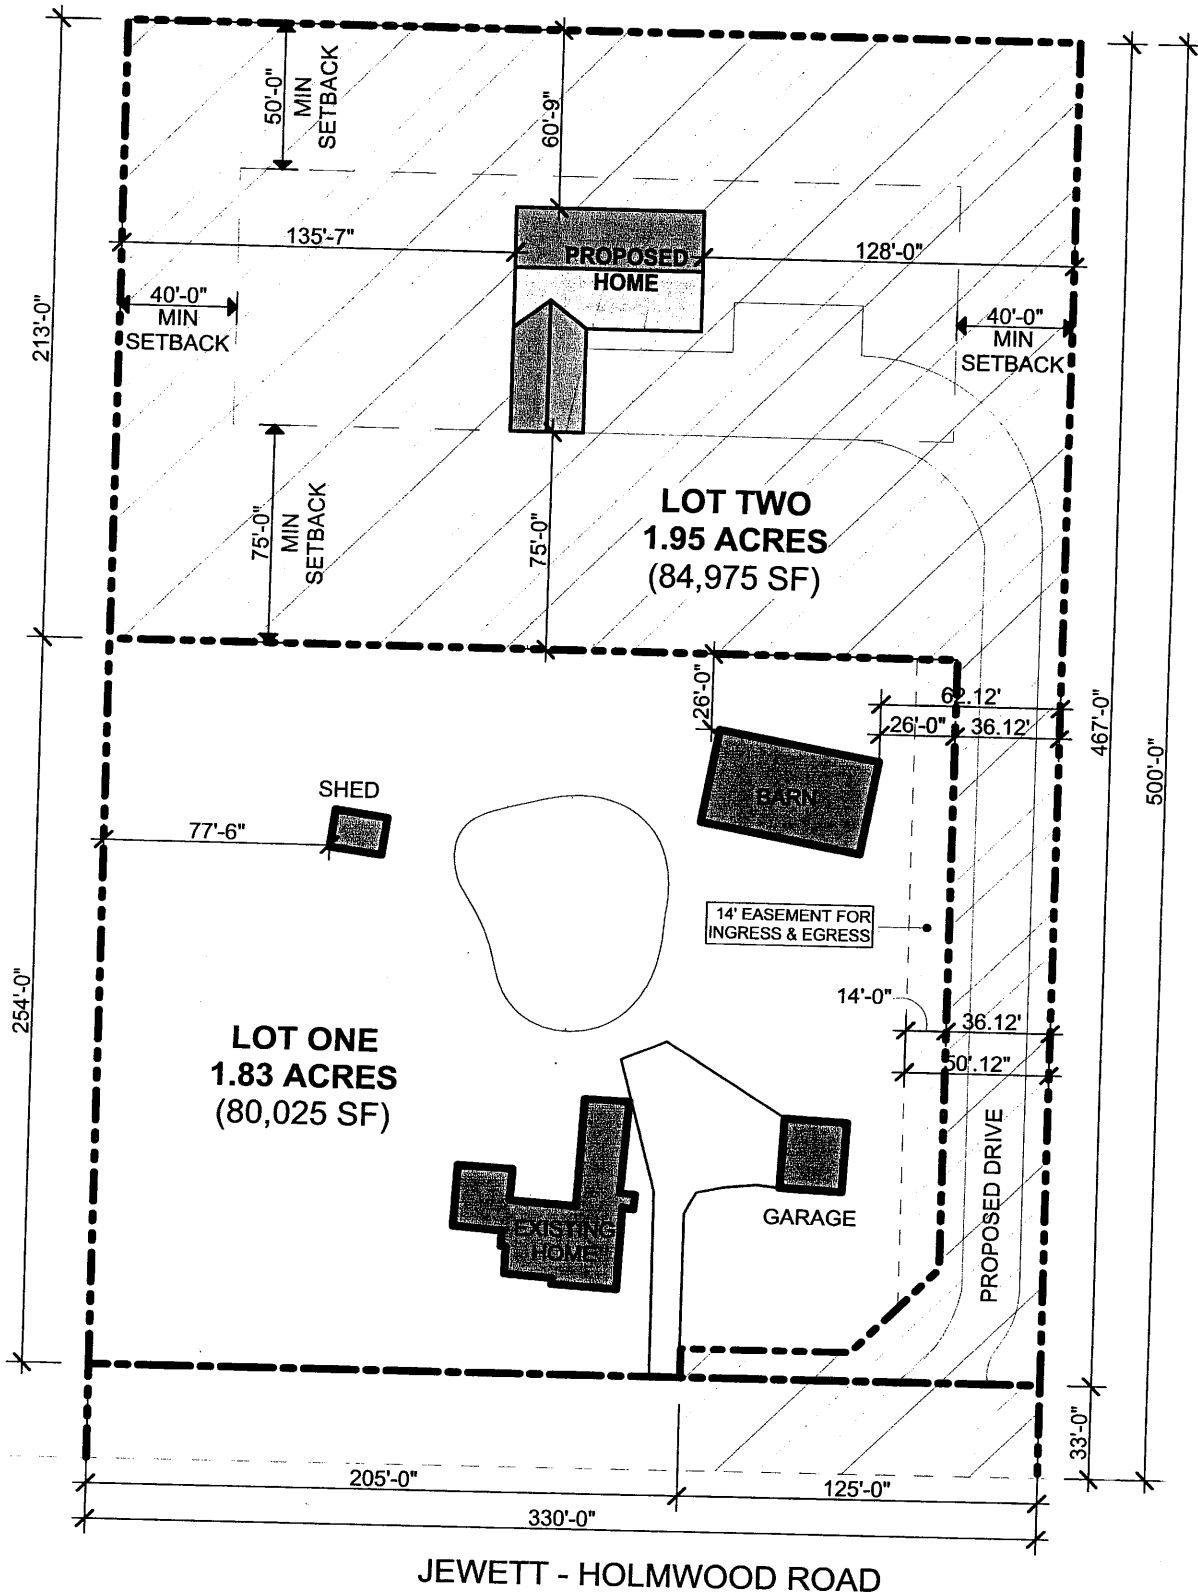 50'-0"
MIN
SETBACK
60'-9"
135'-7"
PROPOSED
HOME
128'-0"
213'-0"
40'-0"
MIN
SETBACK
40'-0"
MIN
SETBACK
75'-0"
MIN
SETBACK
75'-0"
LOT TWO
1.95 ACRES
(84,975 SF)
26'-0"
62.12'
26'-0"
36.12'
467'-0"
500'-0"
SHED
77'-6"
BARN
14' EASEMENT FOR
INGRESS & EGRESS
14'-0"
36.12'
50'.12"
254'-0"
LOT ONE
1.83 ACRES
(80,025 SF)
EXISTING
HOME
GARAGE
PROPOSED DRIVE
33'-0"
205'-0"
125'-0"
330'-0"
JEWETT - HOLMWOOD ROAD